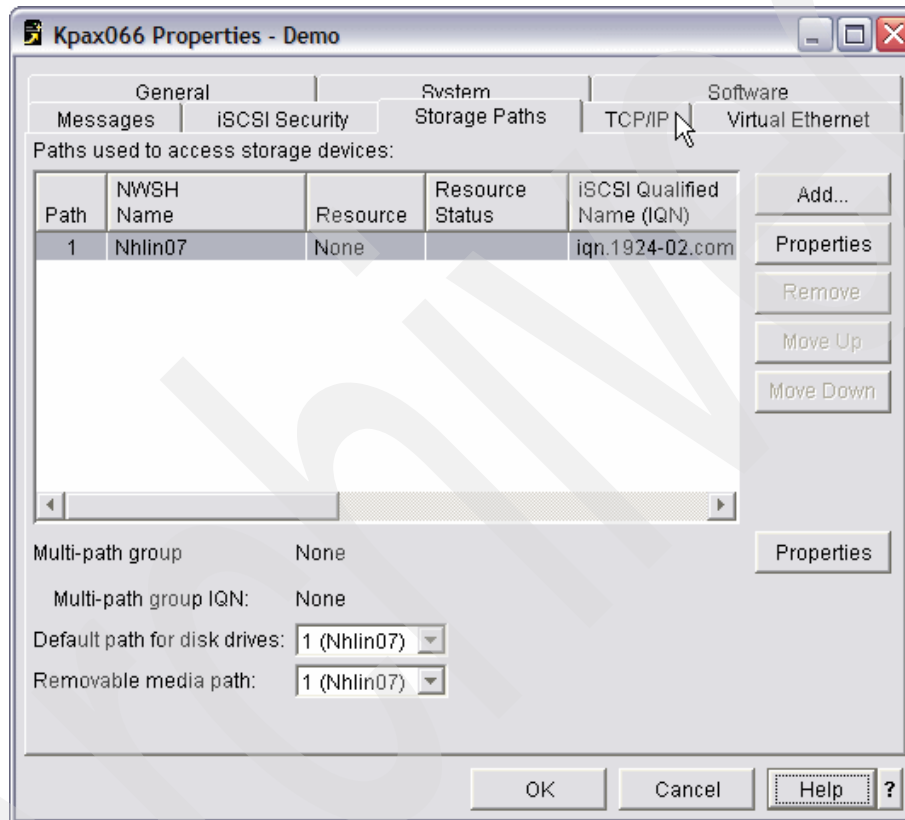 Kpax066 Properties - Demo
General System Software
Messages iSCSI Security Storage Paths TCP/IP Virtual Ethernet
Paths used to access storage devices:
Path NWSH Name Resource Resource Status iSCSI Qualified Name (IQN)
1 Nhlin07 None iqn.1924-02.com
Add...
Properties
Remove
Move Up
Move Down
Multi-path group None
Properties
Multi-path group IQN: None
Default path for disk drives: 1 (Nhlin07)
Removable media path: 1 (Nhlin07)
OK Cancel Help ?